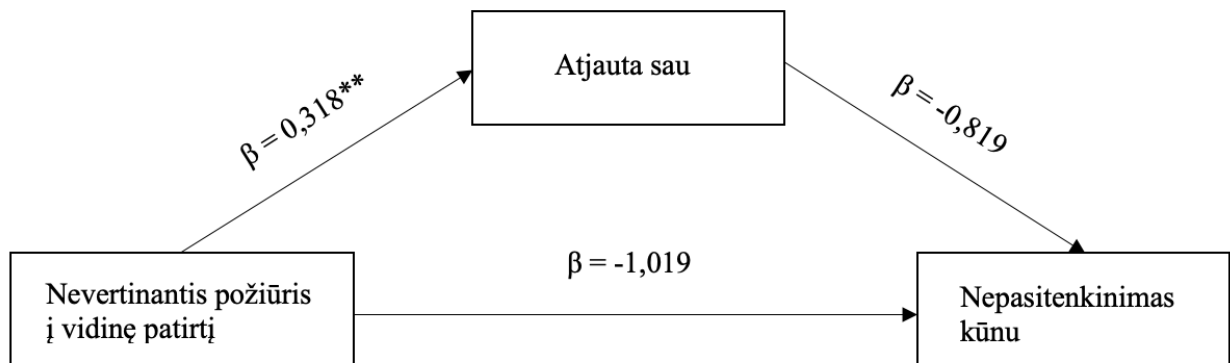 Atjauta sau
β = 0,318**
β = -0,819
β = -1,019
Nevertinantis požiūris
į vidinę patirtį
Nepasitenkinimas
kūnu